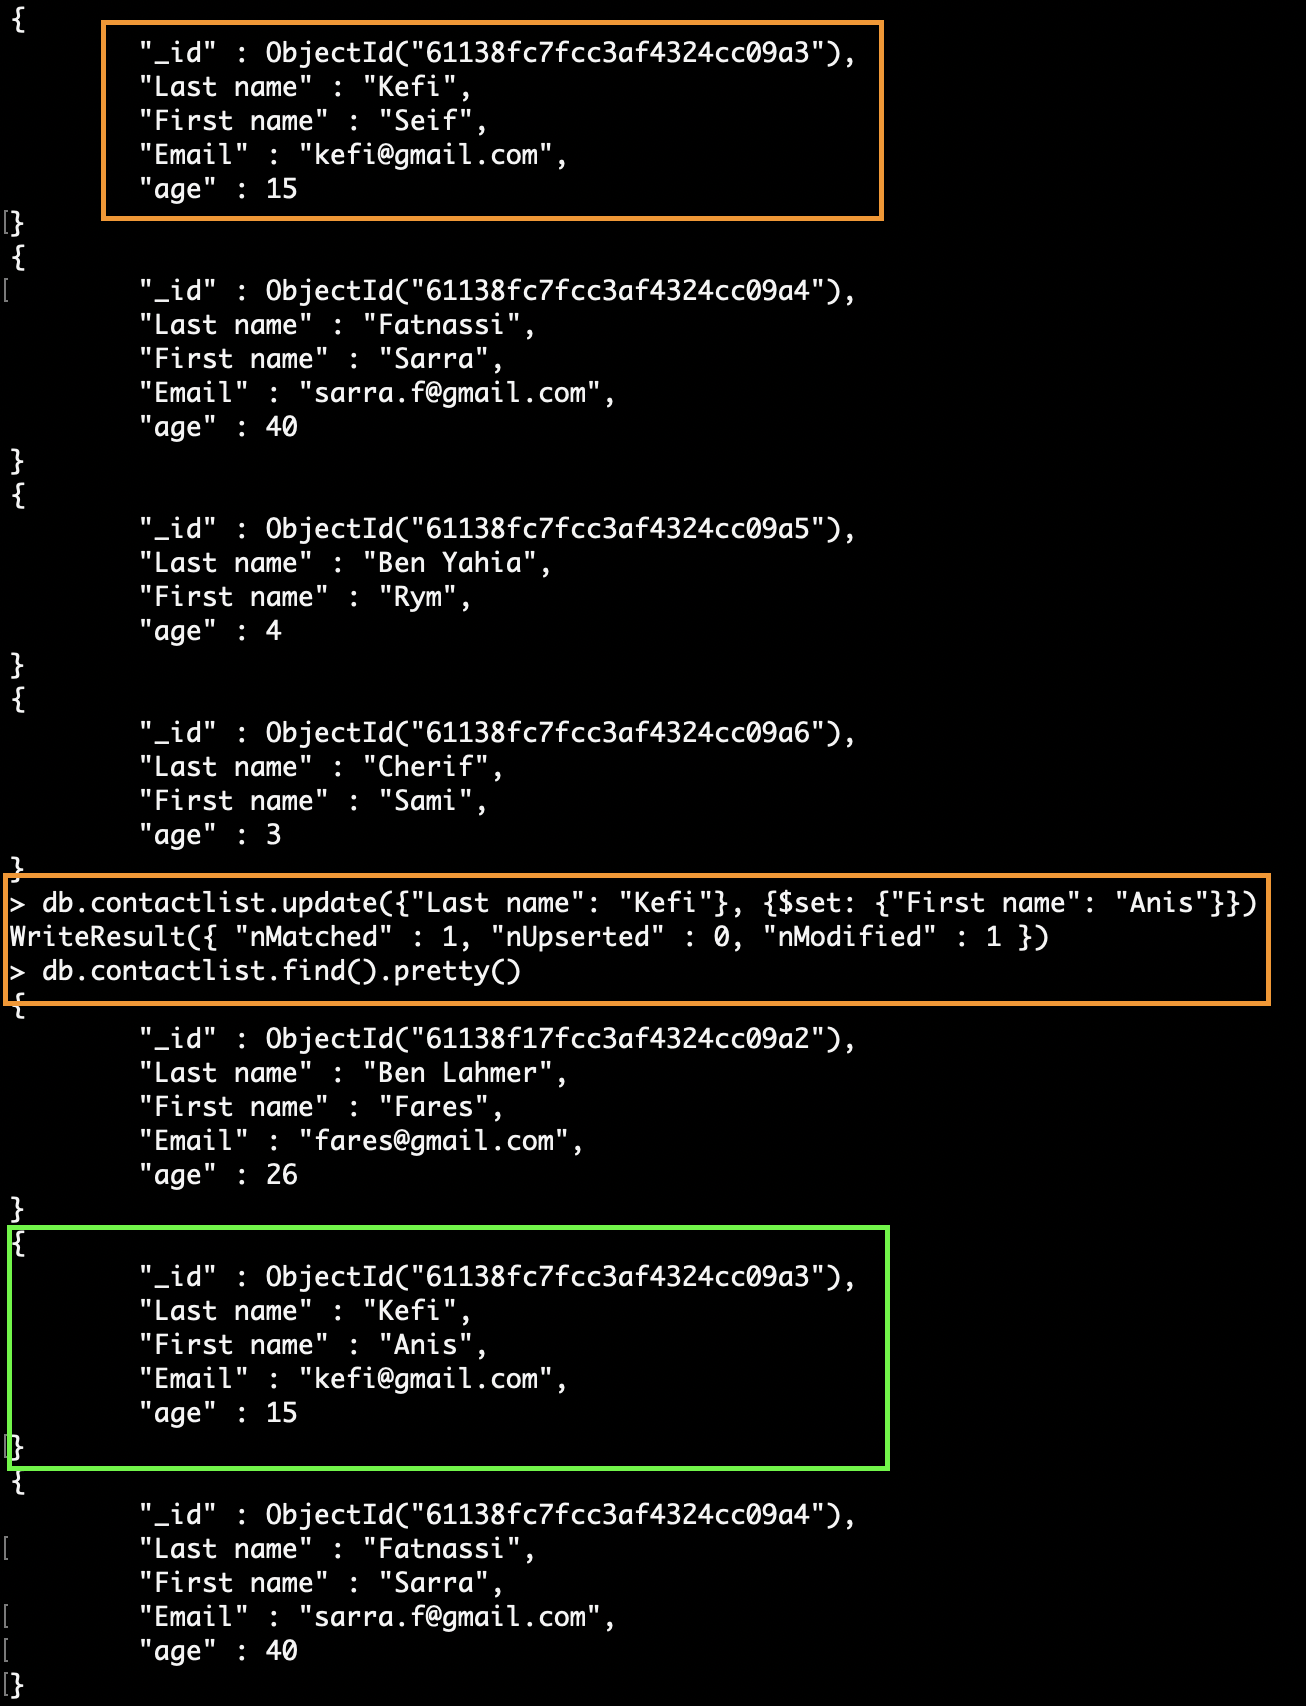 {
"_id" : ObjectId("61138fc7fcc3af4324cc09a3"),
"Last name" : "Kefi",
"First name" : "Seif",
"Email" : "kefi@gmail.com",
"age" : 15
[}
{
[ "_id" : ObjectId("61138fc7fcc3af4324cc09a4"),
"Last name" : "Fatnassi",
"First name" : "Sarra",
"Email" : "sarra.f@gmail.com",
"age" : 40
}
{
"_id" : ObjectId("61138fc7fcc3af4324cc09a5"),
"Last name" : "Ben Yahia",
"First name" : "Rym",
"age" : 4
}
{
"_id" : ObjectId("61138fc7fcc3af4324cc09a6"),
"Last name" : "Cherif",
"First name" : "Sami",
"age" : 3
}
> db.contactlist.update({"Last name": "Kefi"}, {$set: {"First name": "Anis"}})
WriteResult({ "nMatched" : 1, "nUpserted" : 0, "nModified" : 1 })
> db.contactlist.find().pretty()
{
"_id" : ObjectId("61138f17fcc3af4324cc09a2"),
"Last name" : "Ben Lahmer",
"First name" : "Fares",
"Email" : "fares@gmail.com",
"age" : 26
}
{
"_id" : ObjectId("61138fc7fcc3af4324cc09a3"),
"Last name" : "Kefi",
"First name" : "Anis",
"Email" : "kefi@gmail.com",
"age" : 15
[}
{
"_id" : ObjectId("61138fc7fcc3af4324cc09a4"),
[ "Last name" : "Fatnassi",
"First name" : "Sarra",
[ "Email" : "sarra.f@gmail.com",
[ "age" : 40
[}